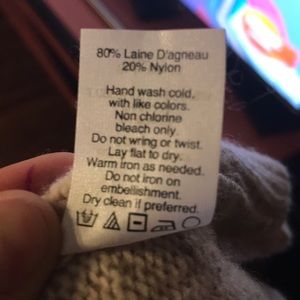 80% Laine D'agneau
20% Nylon
Hand wash cold,
with like colors.
Non chlorine
bleach only.
Do not wring or twist.
Lay flat to dry.
Warm iron as needed.
Do not iron on
embellishment.
Dry clean if preferred.